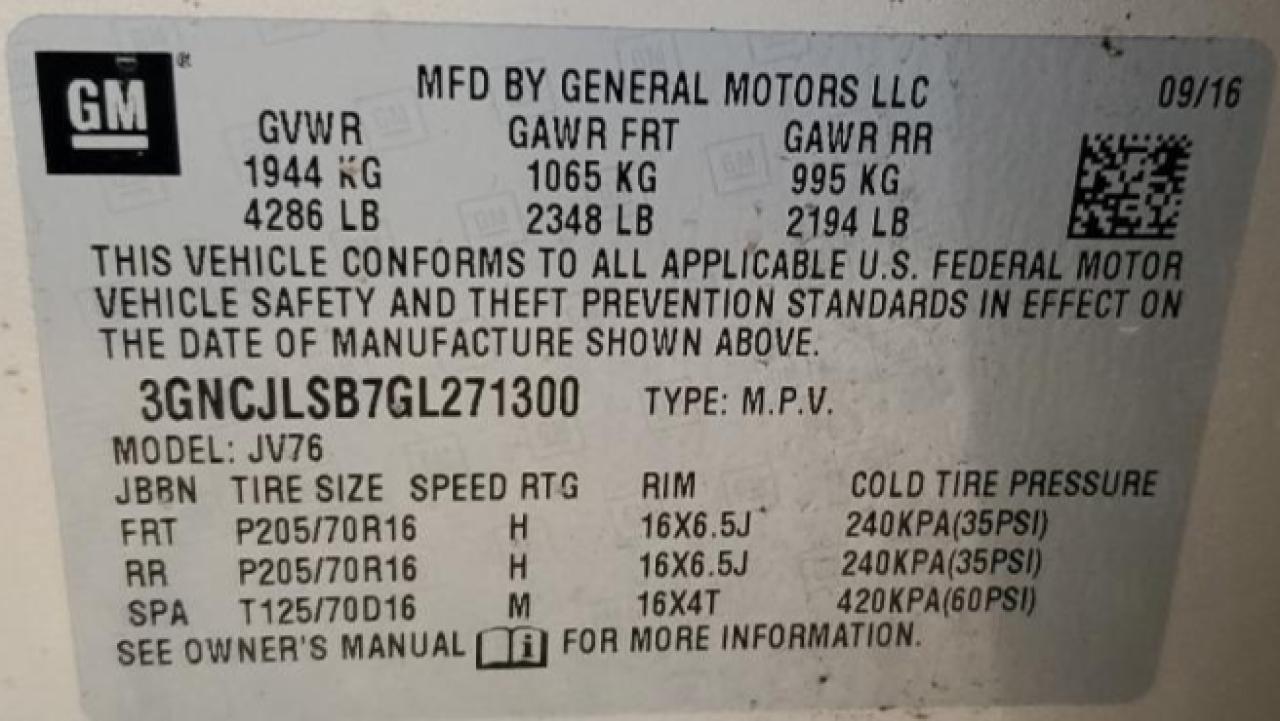 GM ®
MFD BY GENERAL MOTORS LLC 09/16
GVWR GAWR FRT GAWR RR
1944 KG 1065 KG 995 KG
4286 LB 2348 LB 2194 LB
THIS VEHICLE CONFORMS TO ALL APPLICABLE U.S. FEDERAL MOTOR
VEHICLE SAFETY AND THEFT PREVENTION STANDARDS IN EFFECT ON
THE DATE OF MANUFACTURE SHOWN ABOVE.
3GNCJLSB7GL271300 TYPE: M.P.V.
MODEL: JV76
JBBN TIRE SIZE SPEED RTG RIM COLD TIRE PRESSURE
FRT P205/70R16 H 16X6.5J 240KPA(35PSI)
RR P205/70R16 H 16X6.5J 240KPA(35PSI)
SPA T125/70D16 M 16X4T 420KPA(60PSI)
SEE OWNER'S MANUAL i FOR MORE INFORMATION.